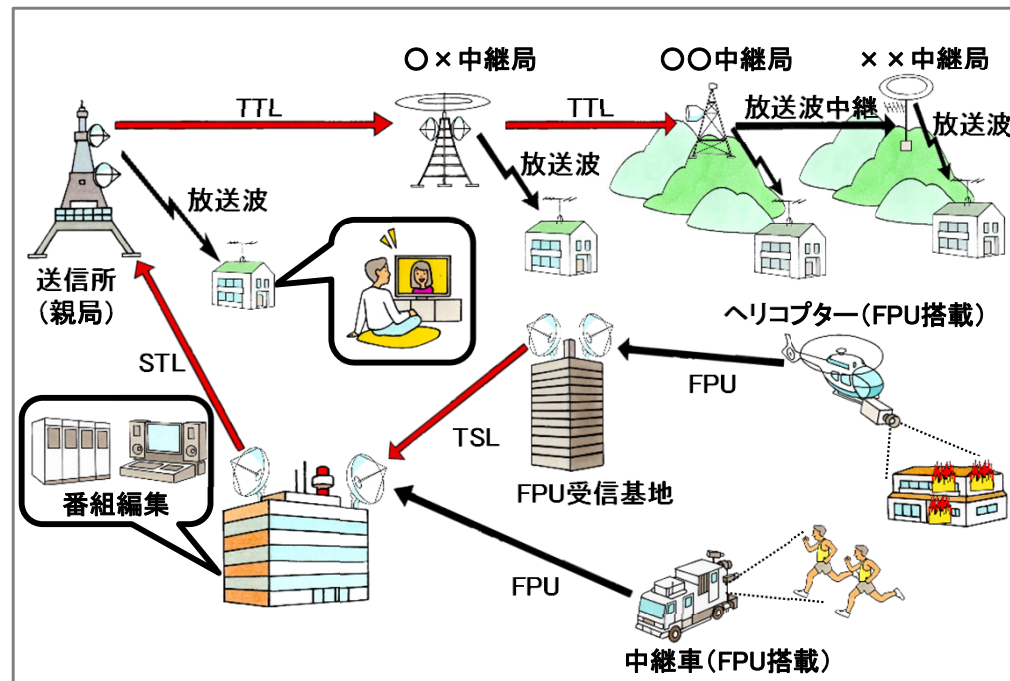 ○×中継局
○○中継局
××中継局
TTL
TTL
放送波中継
放送波
放送波
放送波
送信所
(親局)
ヘリコプター(FPU搭載)
STL
FPU
TSL
番組編集
FPU受信基地
FPU
中継車(FPU搭載)